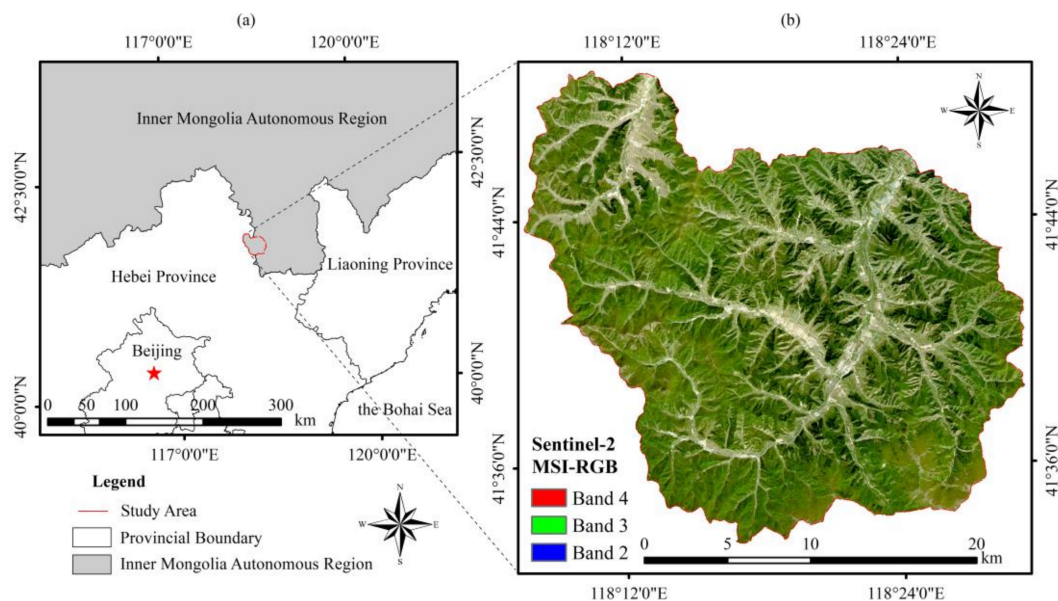 (a)
117°0'0"E
120°0'0"E
Inner Mongolia Autonomous Region
42°30'0"N
42°30'0"N
Hebei Province
Liaoning Province
Beijing
the Bohai Sea
40°0'0"N
40°0'0"N
0 50 100 200 300
km
117°0'0"E
120°0'0"E
Legend
Study Area
Provincial Boundary
Inner Mongolia Autonomous Region
N
W E
S
(b)
118°12'0"E
118°24'0"E
N
W E
S
41°44'0"N
41°44'0"N
41°36'0"N
41°36'0"N
Sentinel-2
MSI-RGB
Band 4
Band 3
Band 2
0 5 10 20
km
118°12'0"E
118°24'0"E